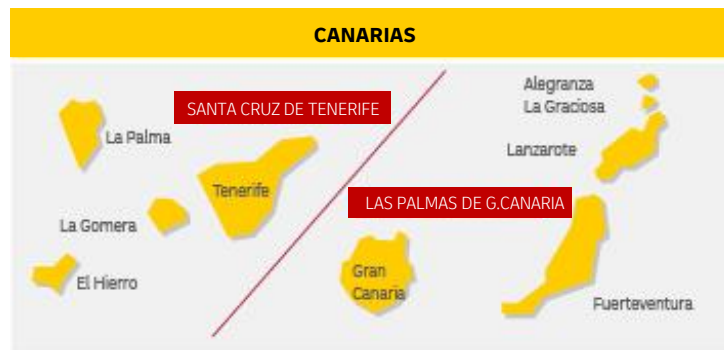 CANARIAS
SANTA CRUZ DE TENERIFE
La Palma
Tenerife
La Gomera
El Hierro
Alegranza
La Graciosa
Lanzarote
LAS PALMAS DE G.CANARIA
Gran
Canaria
Fuerteventura